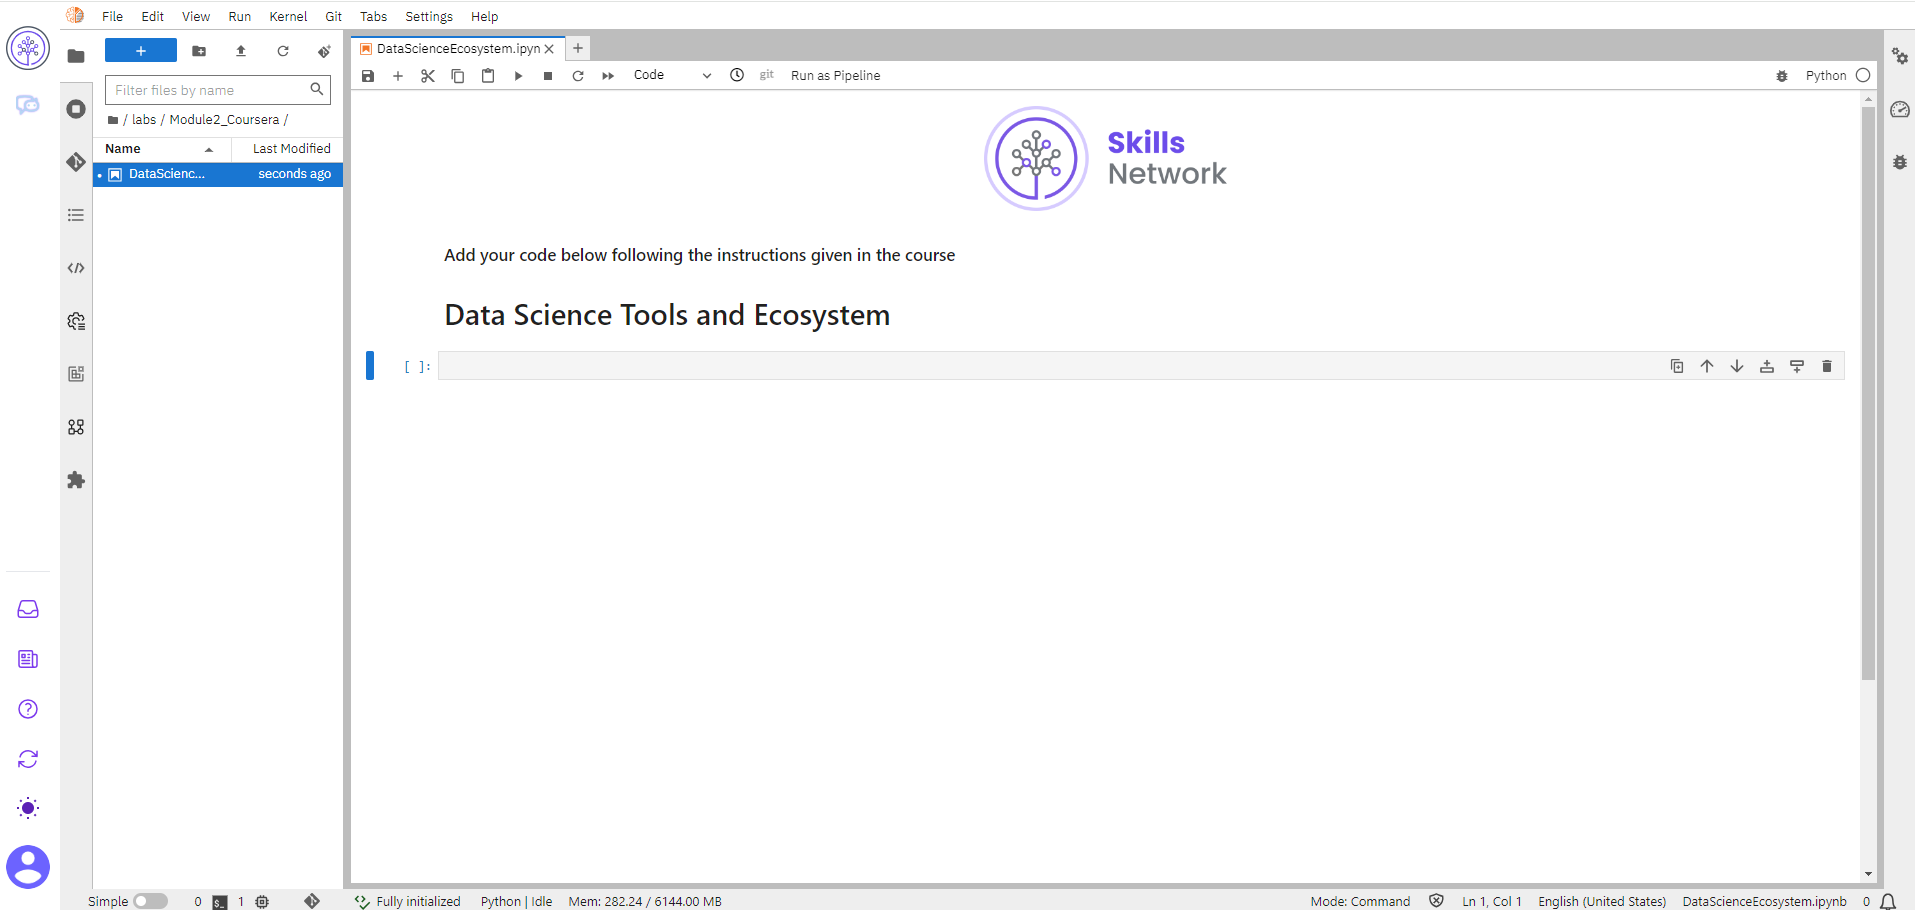 File Edit View Run Kernel Git Tabs Settings Help
DataScienceEcosystem.ipyn
Code git Run as Pipeline Python
Filter files by name
/ labs / Module2_Coursera /
Name Last Modified
DataScienc... seconds ago
Skills
Network
Add your code below following the instructions given in the course
Data Science Tools and Ecosystem
[ ]:
Simple 0 $_ 1 Fully initialized Python | Idle Mem: 282.24 / 6144.00 MB Mode: Command Ln 1, Col 1 English (United States) DataScienceEcosystem.ipynb 0